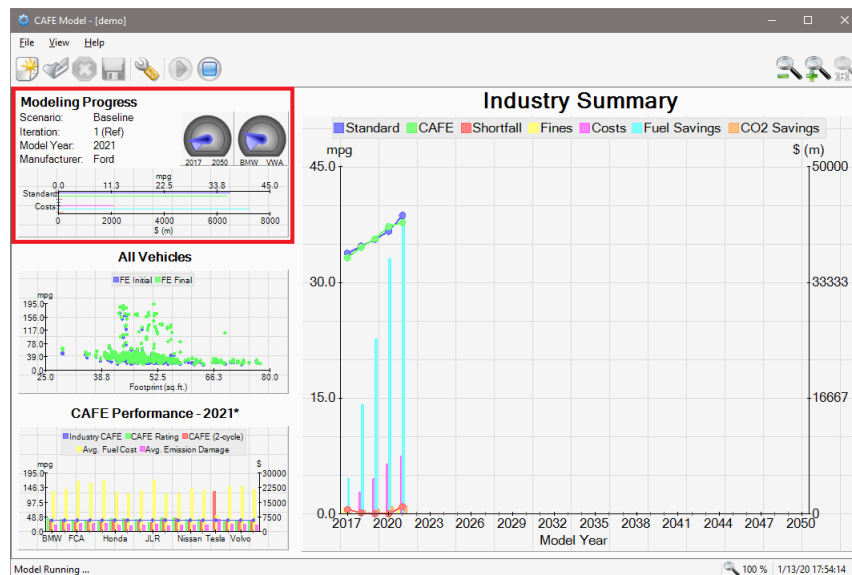 CAFE Model - [demo]
File View Help
Modeling Progress
Scenario: Baseline
Iteration: 1 (Ref)
Model Year: 2021
Manufacturer: Ford
2017 2050 BMW VWA
mpg
0.0 11.3 22.5 33.8 45.0
Standard
Costs
0 2000 4000 6000 8000
$ (m)
All Vehicles
FE Initial FE Final
mpg
195.0
156.0
117.0
78.0
39.0
0.0
25.0 38.8 52.5 66.3 80.0
Footprint (sq.ft.)
CAFE Performance - 2021*
Industry CAFE CAFE Rating CAFE (2-cycle)
Avg. Fuel Cost Avg. Emission Damage
mpg $
195.0 30000
146.3 22500
97.5 15000
48.8 7500
0.0 0
BMW FCA Honda JLR Nissan Tesla Volvo
Industry Summary
Standard CAFE Shortfall Fines Costs Fuel Savings CO2 Savings
mpg $ (m)
45.0 50000
30.0 33333
15.0 16667
0.0 0
2017 2020 2023 2026 2029 2032 2035 2038 2041 2044 2047 2050
Model Year
Model Running ... 100 % 1/13/20 17:54:14